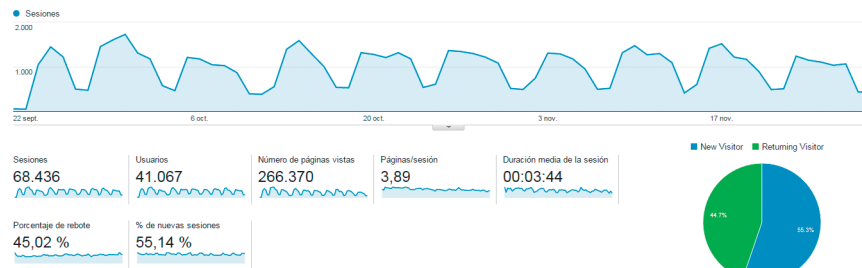 Sesiones
2.000
1.000
22 sept.
6 oct.
20 oct.
3 nov.
17 nov.
New Visitor
Returning Visitor
Sesiones
68.436
Usuarios
41.067
Número de páginas vistas
266.370
Páginas/sesión
3,89
Duración media de la sesión
00:03:44
Porcentaje de rebote
45,02 %
% de nuevas sesiones
55,14 %
44.7%
55.3%